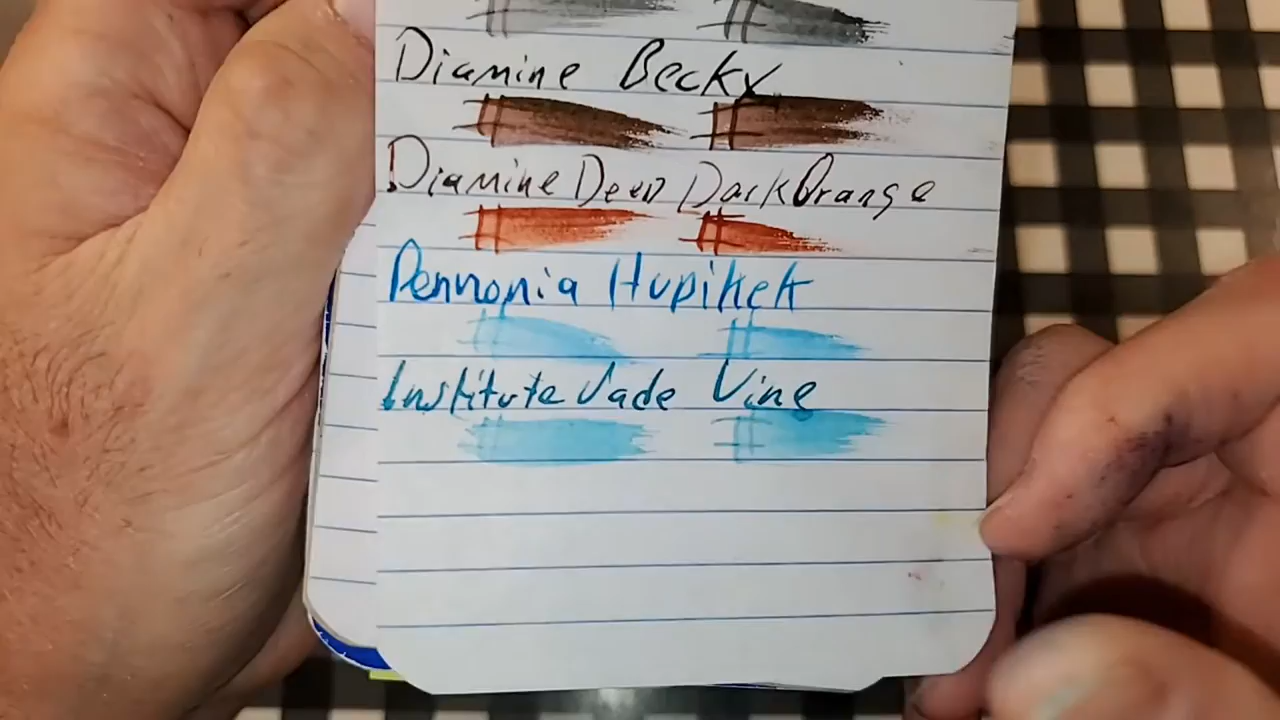 Diamine Becky
Diamine Deep Dark Orange
Pennonia Hupikek
Institute Jade Vine